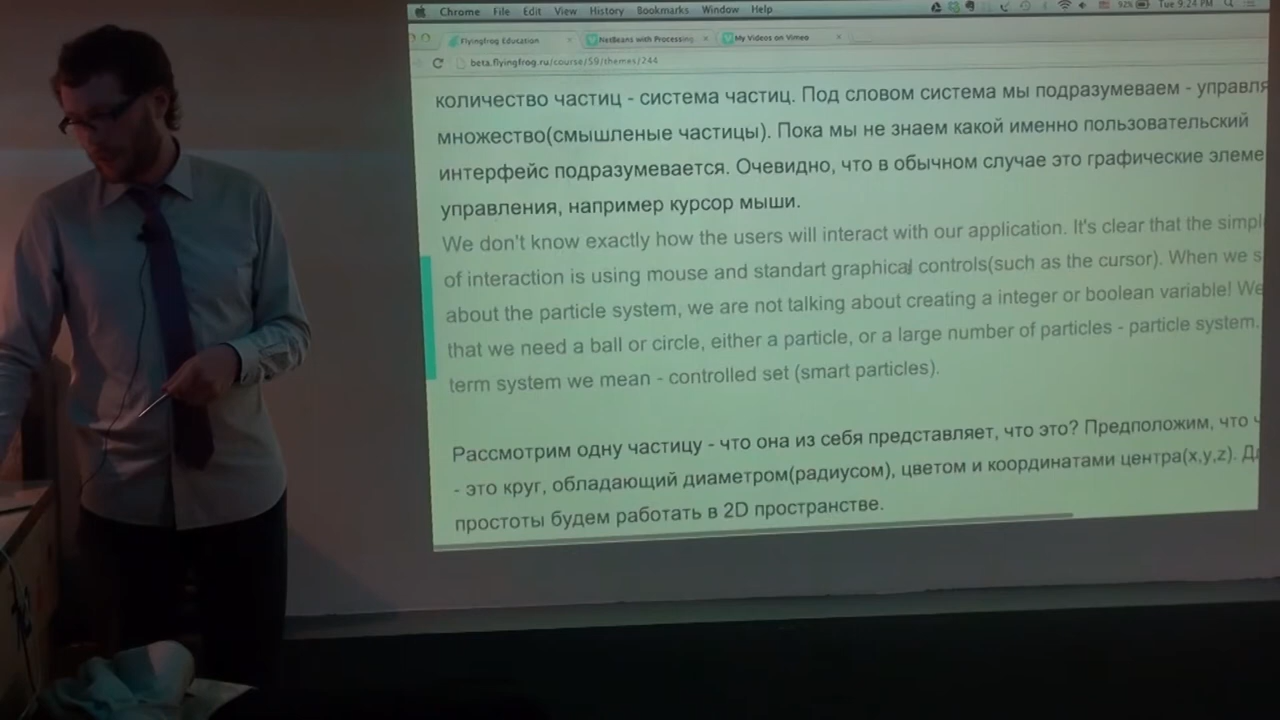 Chrome File Edit View History Bookmarks Window Help 92% Tue 9:24 PM
Flyingfrog Education NetBeans with Processing My Videos on Vimeo
beta.flyingfrog.ru/course/59/themes/244
количество частиц - система частиц. Под словом система мы подразумеваем - управля
множество(смышленые частицы). Пока мы не знаем какой именно пользовательский
интерфейс подразумевается. Очевидно, что в обычном случае это графические элеме
управления, например курсор мыши.
We don't know exactly how the users will interact with our application. It's clear that the simpl
of interaction is using mouse and standart graphical controls(such as the cursor). When we s
about the particle system, we are not talking about creating a integer or boolean variable! We
that we need a ball or circle, either a particle, or a large number of particles - particle system.
term system we mean - controlled set (smart particles).
Рассмотрим одну частицу - что она из себя представляет, что это? Предположим, что ч
- это круг, обладающий диаметром(радиусом), цветом и координатами центра(x,y,z). Д
простоты будем работать в 2D пространстве.